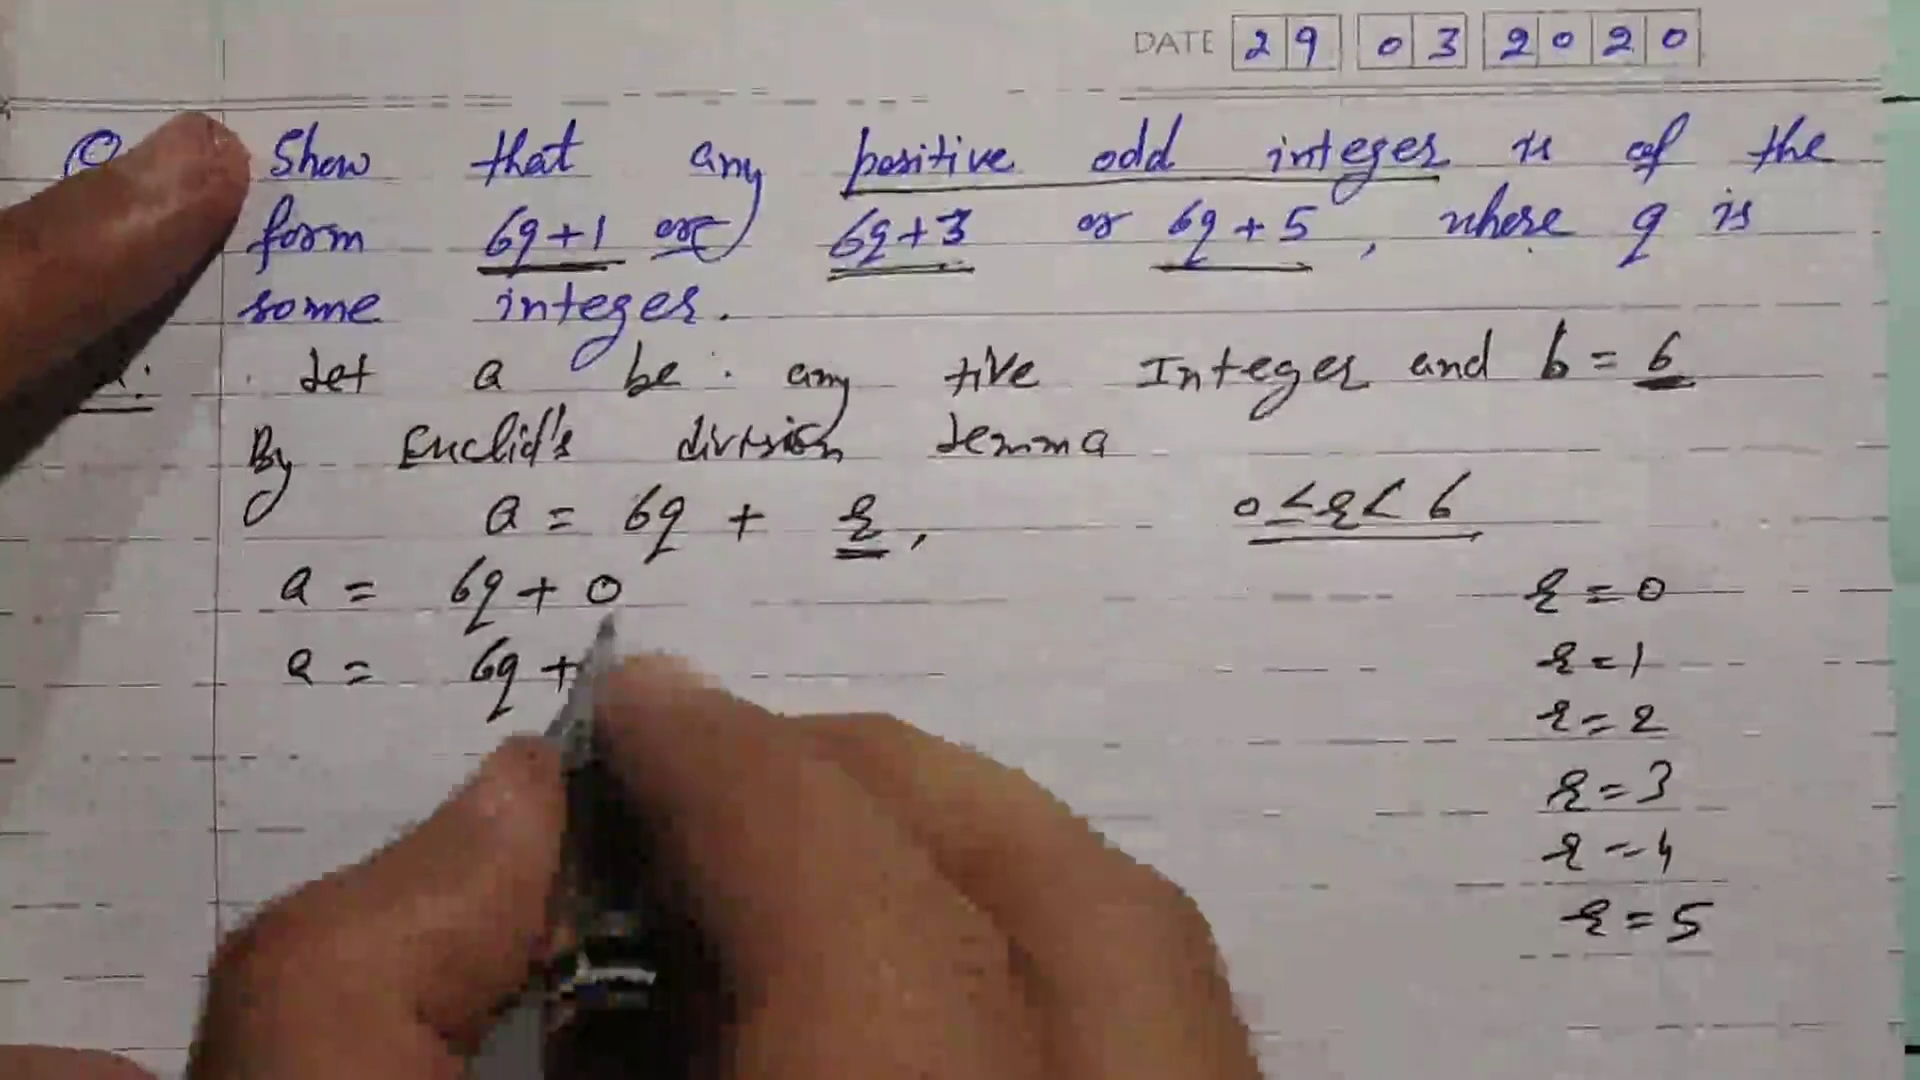 DATE 29 03 2020
Q Show that any positive odd integer is of the
form 6q+1 or 6q+3 or 6q+5, where q is
some integer.
Let a be any +ive Integer and b=6
By Euclid's division Lemma
a = 6q + r, 0≤r<6
a = 6q+0
a = 6q+
r=0
r=1
r=2
r=3
r=4
r=5